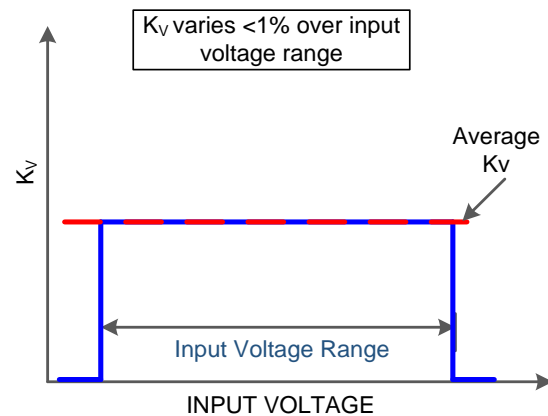 Kv varies <1% over input
voltage range
Average
Kv
Kv
Input Voltage Range
INPUT VOLTAGE